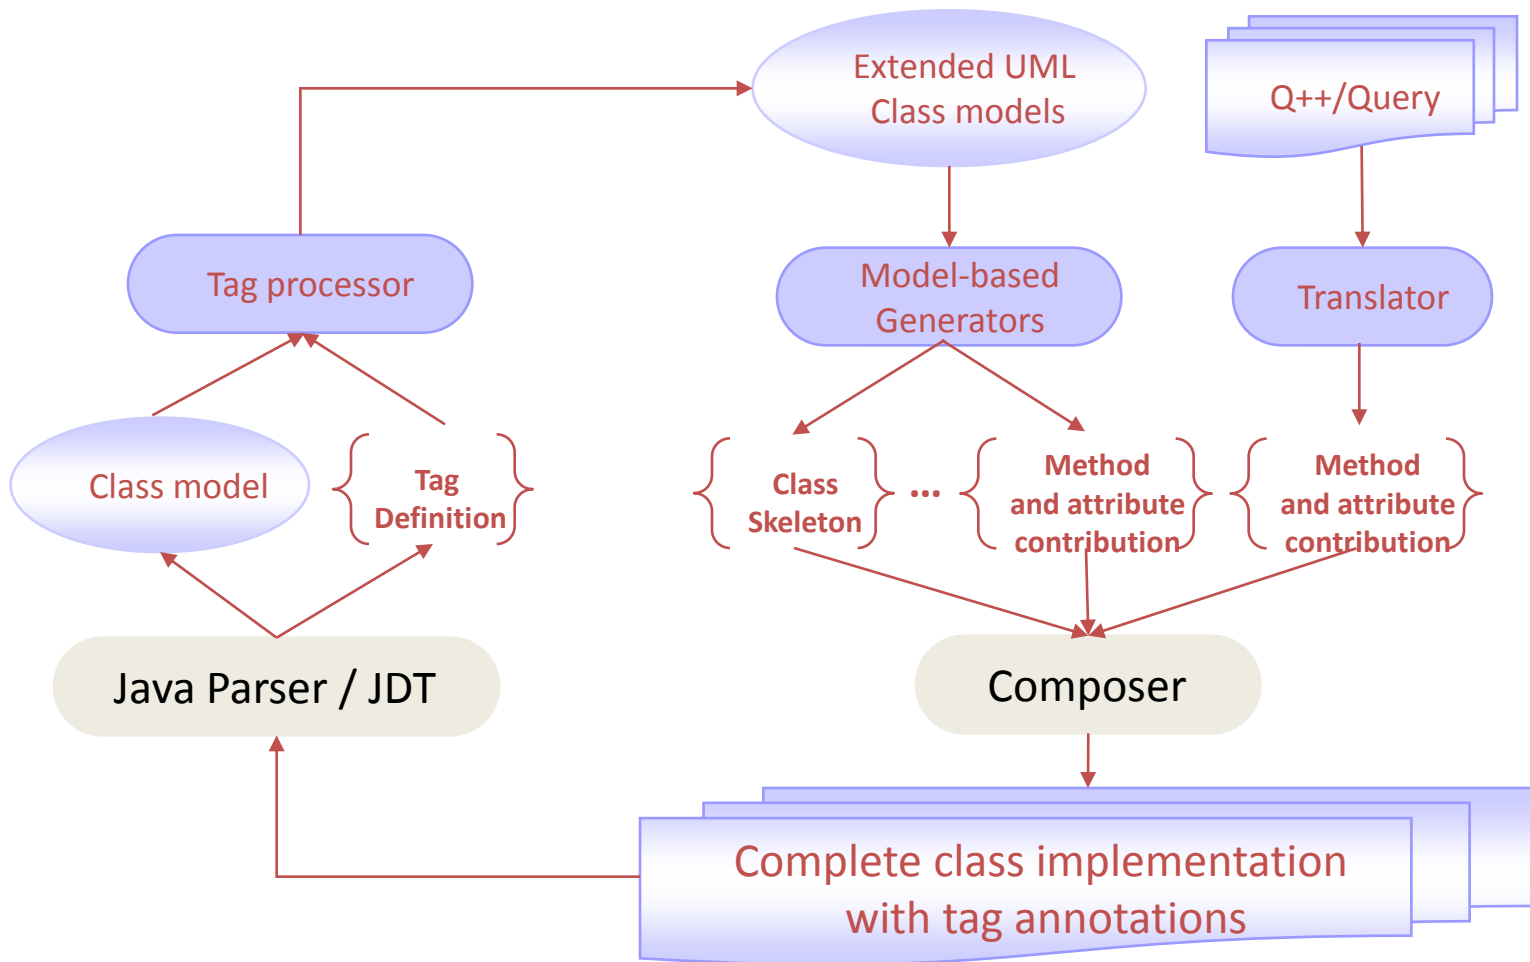 Extended UML
Class models
Q++/Query
Tag processor
Model-based
Generators
Translator
Class model
Tag
Definition
Class
Skeleton
...
Method
and attribute
contribution
Method
and attribute
contribution
Java Parser / JDT
Composer
Complete class implementation
with tag annotations